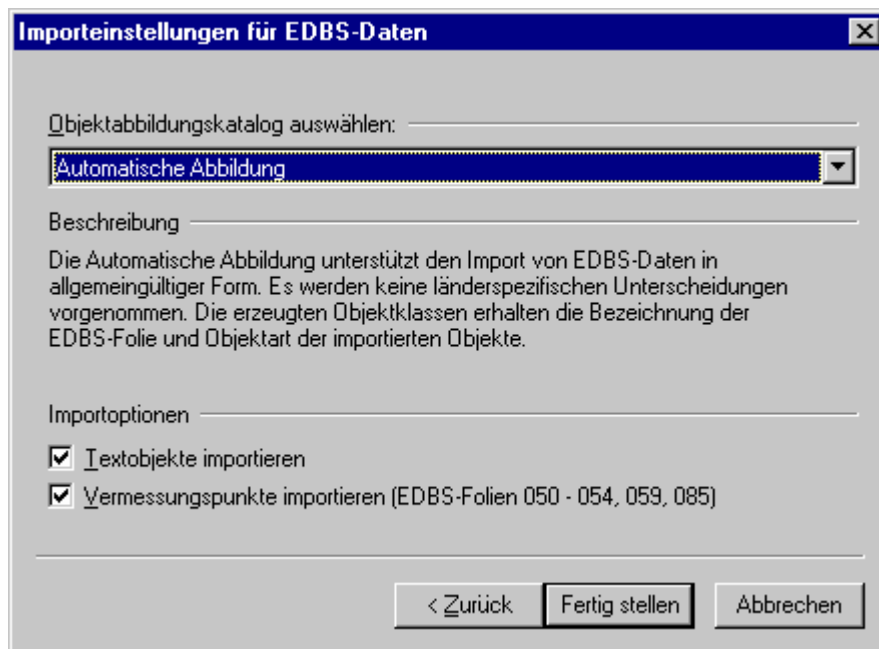 Importeinstellungen für EDBS-Daten
Objektabbildungskatalog auswählen:
Automatische Abbildung
Beschreibung
Die Automatische Abbildung unterstützt den Import von EDBS-Daten in
allgemeingültiger Form. Es werden keine länderspezifischen Unterscheidungen
vorgenommen. Die erzeugten Objektklassen erhalten die Bezeichnung der
EDBS-Folie und Objektart der importierten Objekte.
Importoptionen
Textobjekte importieren
Vermessungspunkte importieren (EDBS-Folien 050 - 054, 059, 085)
< Zurück Fertig stellen Abbrechen